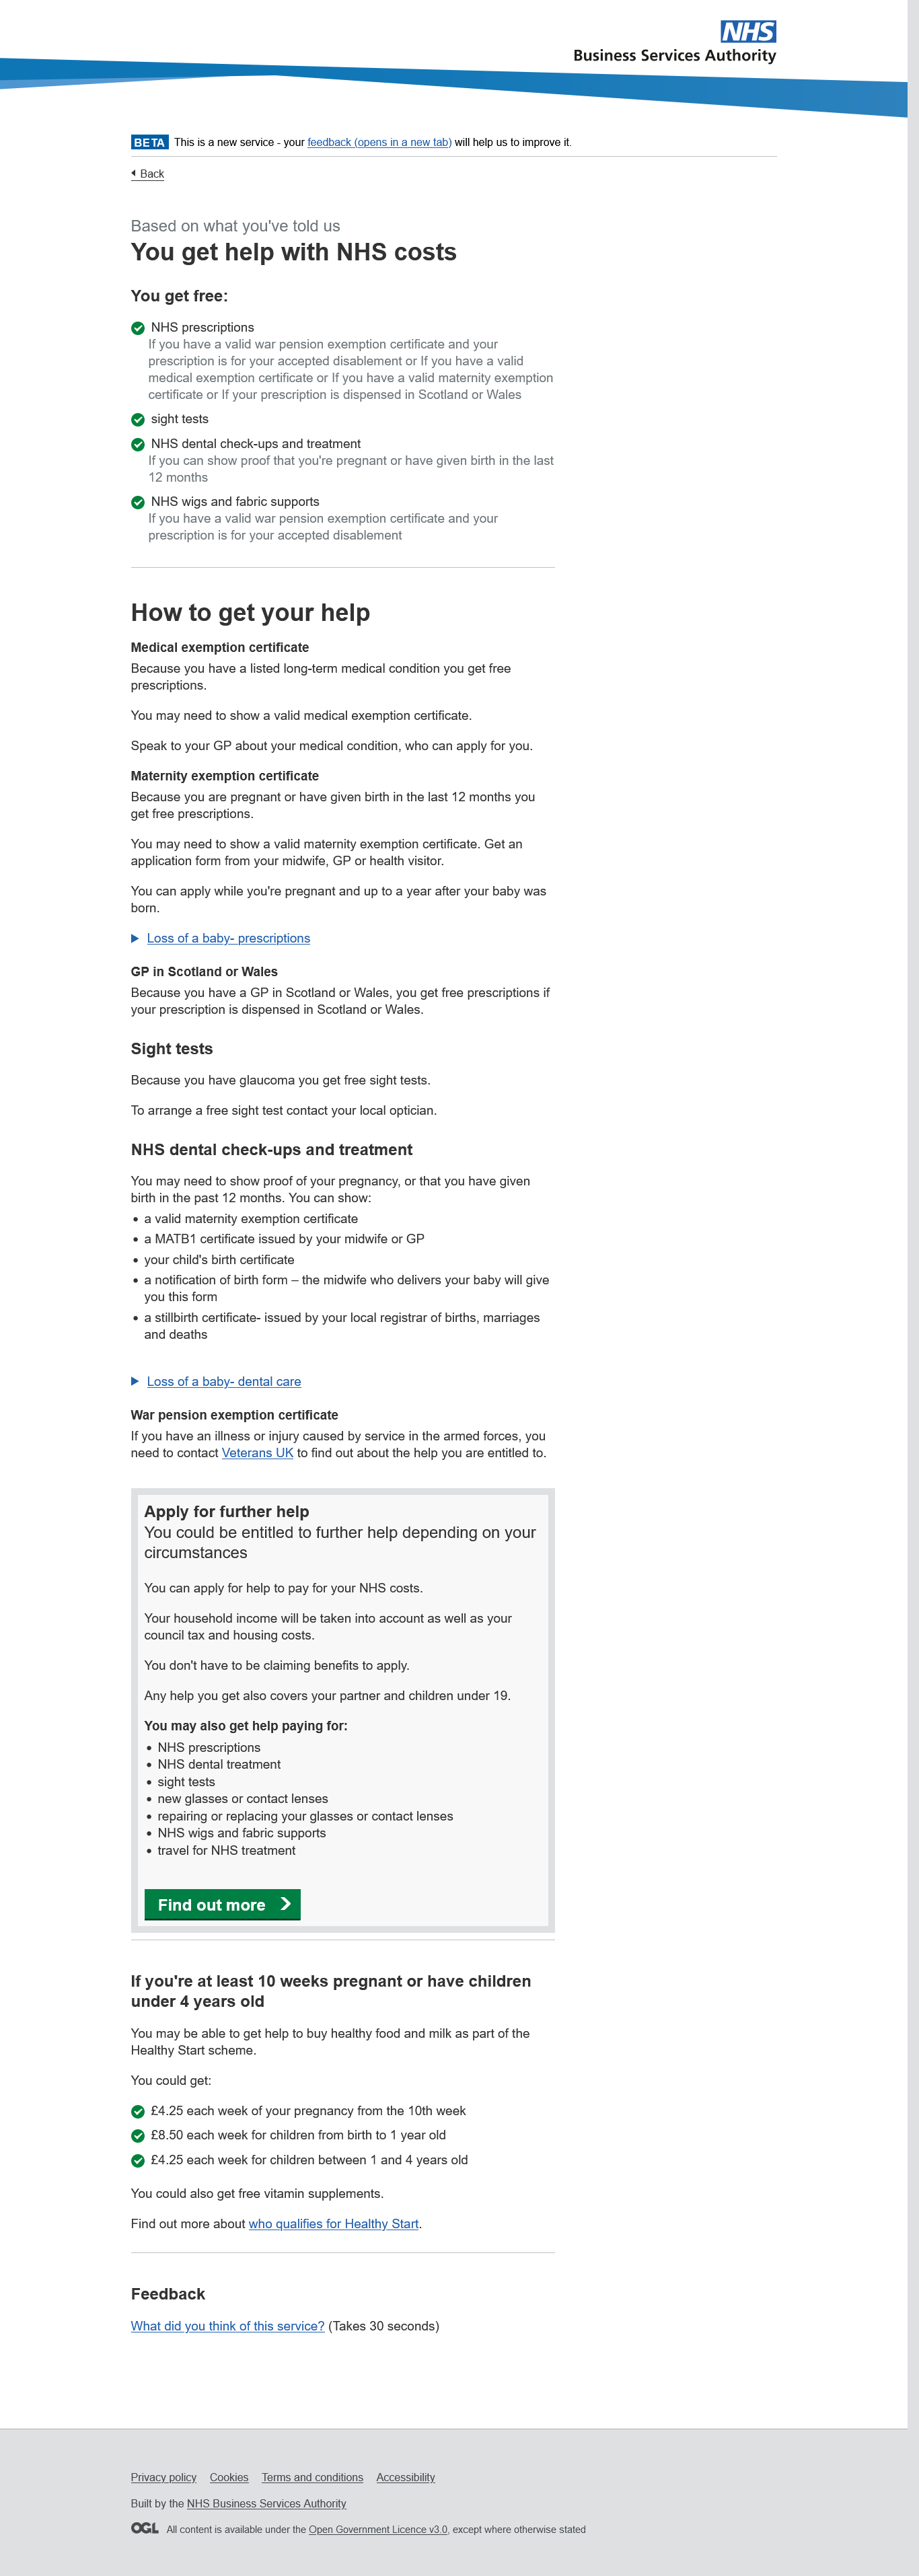 NHS
Business Services Authority
BETA This is a new service - your feedback (opens in a new tab) will help us to improve it.
Back
Based on what you've told us
You get help with NHS costs
You get free:
NHS prescriptions
If you have a valid war pension exemption certificate and your
prescription is for your accepted disablement or If you have a valid
medical exemption certificate or If you have a valid maternity exemption
certificate or If your prescription is dispensed in Scotland or Wales
sight tests
NHS dental check-ups and treatment
If you can show proof that you're pregnant or have given birth in the last
12 months
NHS wigs and fabric supports
If you have a valid war pension exemption certificate and your
prescription is for your accepted disablement
How to get your help
Medical exemption certificate
Because you have a listed long-term medical condition you get free
prescriptions.
You may need to show a valid medical exemption certificate.
Speak to your GP about your medical condition, who can apply for you.
Maternity exemption certificate
Because you are pregnant or have given birth in the last 12 months you
get free prescriptions.
You may need to show a valid maternity exemption certificate. Get an
application form from your midwife, GP or health visitor.
You can apply while you're pregnant and up to a year after your baby was
born.
Loss of a baby- prescriptions
GP in Scotland or Wales
Because you have a GP in Scotland or Wales, you get free prescriptions if
your prescription is dispensed in Scotland or Wales.
Sight tests
Because you have glaucoma you get free sight tests.
To arrange a free sight test contact your local optician.
NHS dental check-ups and treatment
You may need to show proof of your pregnancy, or that you have given
birth in the past 12 months. You can show:
• a valid maternity exemption certificate
• a MATB1 certificate issued by your midwife or GP
• your child's birth certificate
• a notification of birth form – the midwife who delivers your baby will give
you this form
• a stillbirth certificate- issued by your local registrar of births, marriages
and deaths
Loss of a baby- dental care
War pension exemption certificate
If you have an illness or injury caused by service in the armed forces, you
need to contact Veterans UK to find out about the help you are entitled to.
Apply for further help
You could be entitled to further help depending on your
circumstances
You can apply for help to pay for your NHS costs.
Your household income will be taken into account as well as your
council tax and housing costs.
You don't have to be claiming benefits to apply.
Any help you get also covers your partner and children under 19.
You may also get help paying for:
• NHS prescriptions
• NHS dental treatment
• sight tests
• new glasses or contact lenses
• repairing or replacing your glasses or contact lenses
• NHS wigs and fabric supports
• travel for NHS treatment
Find out more
If you're at least 10 weeks pregnant or have children
under 4 years old
You may be able to get help to buy healthy food and milk as part of the
Healthy Start scheme.
You could get:
£4.25 each week of your pregnancy from the 10th week
£8.50 each week for children from birth to 1 year old
£4.25 each week for children between 1 and 4 years old
You could also get free vitamin supplements.
Find out more about who qualifies for Healthy Start.
Feedback
What did you think of this service? (Takes 30 seconds)
Privacy policy Cookies Terms and conditions Accessibility
Built by the NHS Business Services Authority
OGL All content is available under the Open Government Licence v3.0, except where otherwise stated